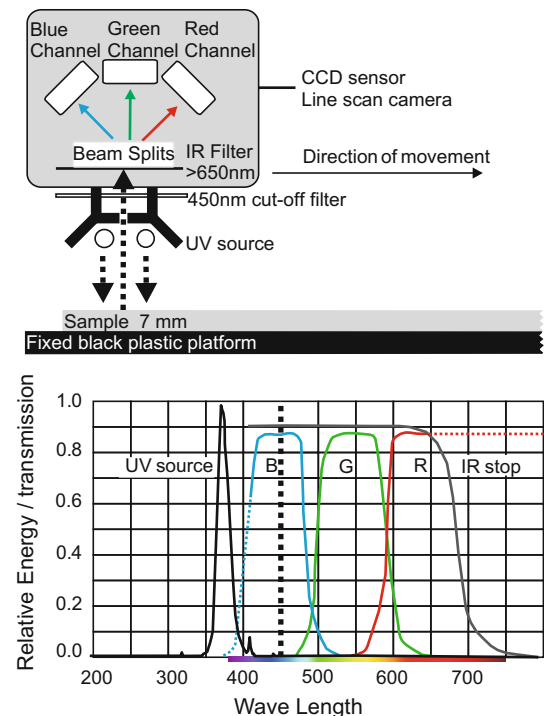 Blue Channel
Green Channel
Red Channel
CCD sensor
Line scan camera
Beam Splits
IR Filter
>650nm
Direction of movement
450nm cut-off filter
UV source
Sample 7 mm
Fixed black plastic platform
Relative Energy / transmission
1.0
0.8
0.6
0.4
0.2
0.0
UV source
B
G
R
IR stop
200
300
400
500
600
700
Wave Length